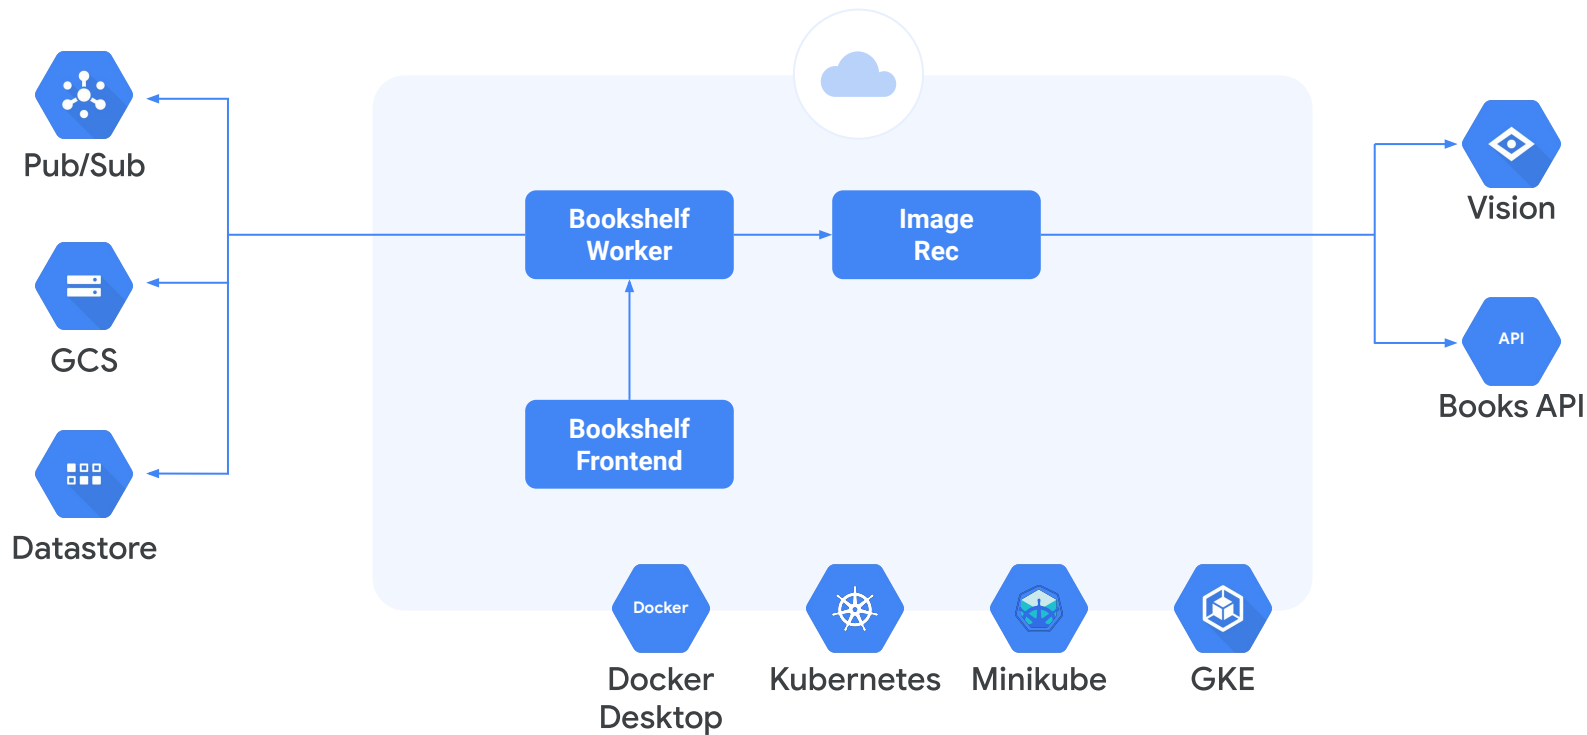 Pub/Sub
GCS
Datastore
Bookshelf
Worker
Image
Rec
Bookshelf
Frontend
Vision
API
Books API
Docker
Docker
Desktop
Kubernetes
Minikube
GKE